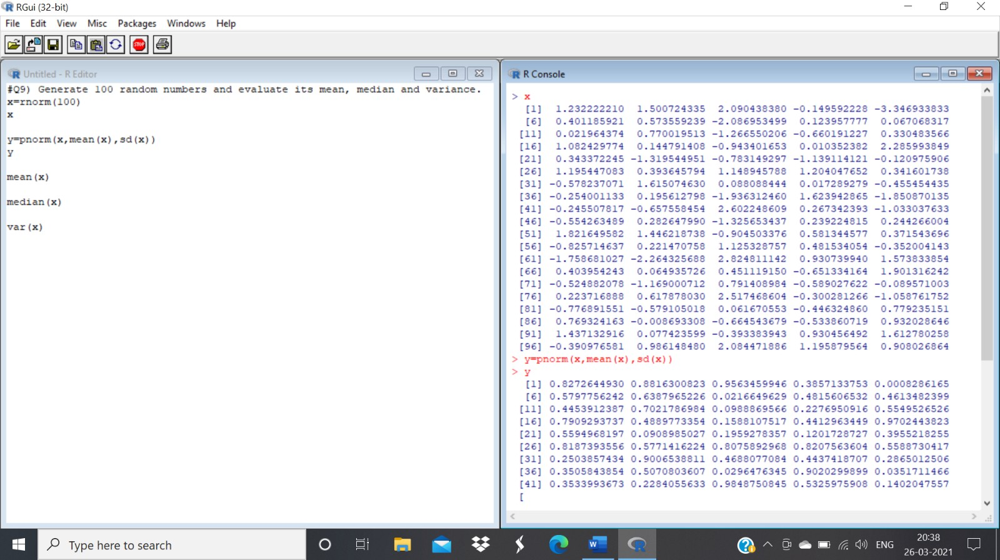 RGui (32-bit)
File Edit View Misc Packages Windows Help
STOP
Untitled - R Editor
#Q9) Generate 100 random numbers and evaluate its mean, median and variance.
x=rnorm(100)
x
y=pnorm(x,mean(x),sd(x))
y
mean(x)
median(x)
var(x)
R Console
> x
[1] 1.232222210 1.500724335 2.090438380 -0.149592228 -3.346933833
[6] 0.401185921 0.573559239 -2.086953499 0.123957777 0.067068317
[11] 0.021964374 0.770019513 -1.266550206 -0.660191227 0.330483566
[16] 1.082429774 0.144791408 -0.943401653 0.010352382 2.285993849
[21] 0.343372245 -1.319544951 -0.783149297 -1.139114121 -0.120975906
[26] 1.195447083 0.393645794 1.148945788 1.204047652 0.341601738
[31] -0.578237071 1.615074630 0.088088444 0.017289279 -0.455454435
[36] -0.254001133 0.195612798 -1.936312460 1.623942865 -1.850870135
[41] -0.245507817 -0.657558454 2.602248609 0.267342393 -1.033037633
[46] -0.554263489 0.282647990 -1.325653437 0.239224815 0.244266004
[51] 1.821649582 1.446218738 -0.904503376 0.581344577 0.371543696
[56] -0.825714637 0.221470758 1.125328757 0.481534054 -0.352004143
[61] -1.758681027 -2.264325688 2.824811142 0.930739940 1.573833854
[66] 0.403954243 0.064935726 0.451119150 -0.651334164 1.901316242
[71] -0.524882078 -1.169000712 0.791408984 -0.589027622 -0.089571003
[76] 0.223716888 0.617878030 2.517468604 -0.300281266 -1.058761752
[81] -0.776891551 -0.579105018 0.061670553 -0.446324860 0.779235151
[86] 0.769324163 -0.008693308 -0.664543679 -0.533860719 0.932028646
[91] 1.437132916 0.077423599 -0.393383943 0.930456492 1.612780258
[96] -0.390976581 0.986148480 2.084471886 1.195879564 0.908026864
> y=pnorm(x,mean(x),sd(x))
> y
[1] 0.8272644930 0.8816300823 0.9563459946 0.3857133753 0.0008286165
[6] 0.5797756242 0.6387965226 0.0216649629 0.4815606532 0.4613482399
[11] 0.4453912387 0.7021786984 0.0988869566 0.2276950916 0.5549526526
[16] 0.7909293737 0.4889773354 0.1588107517 0.4412963449 0.9702443823
[21] 0.5594968197 0.0908985027 0.1959278357 0.1201728727 0.3955218255
[26] 0.8187393556 0.5771416224 0.8075892968 0.8207563604 0.5588730417
[31] 0.2503857434 0.9006538811 0.4688077084 0.4437418707 0.2865012506
[36] 0.3505843854 0.5070803607 0.0296476345 0.9020299899 0.0351711466
[41] 0.3533993673 0.2284055633 0.9848750845 0.5325975908 0.1402047557
[
Type here to search
ENG
20:38
26-03-2021